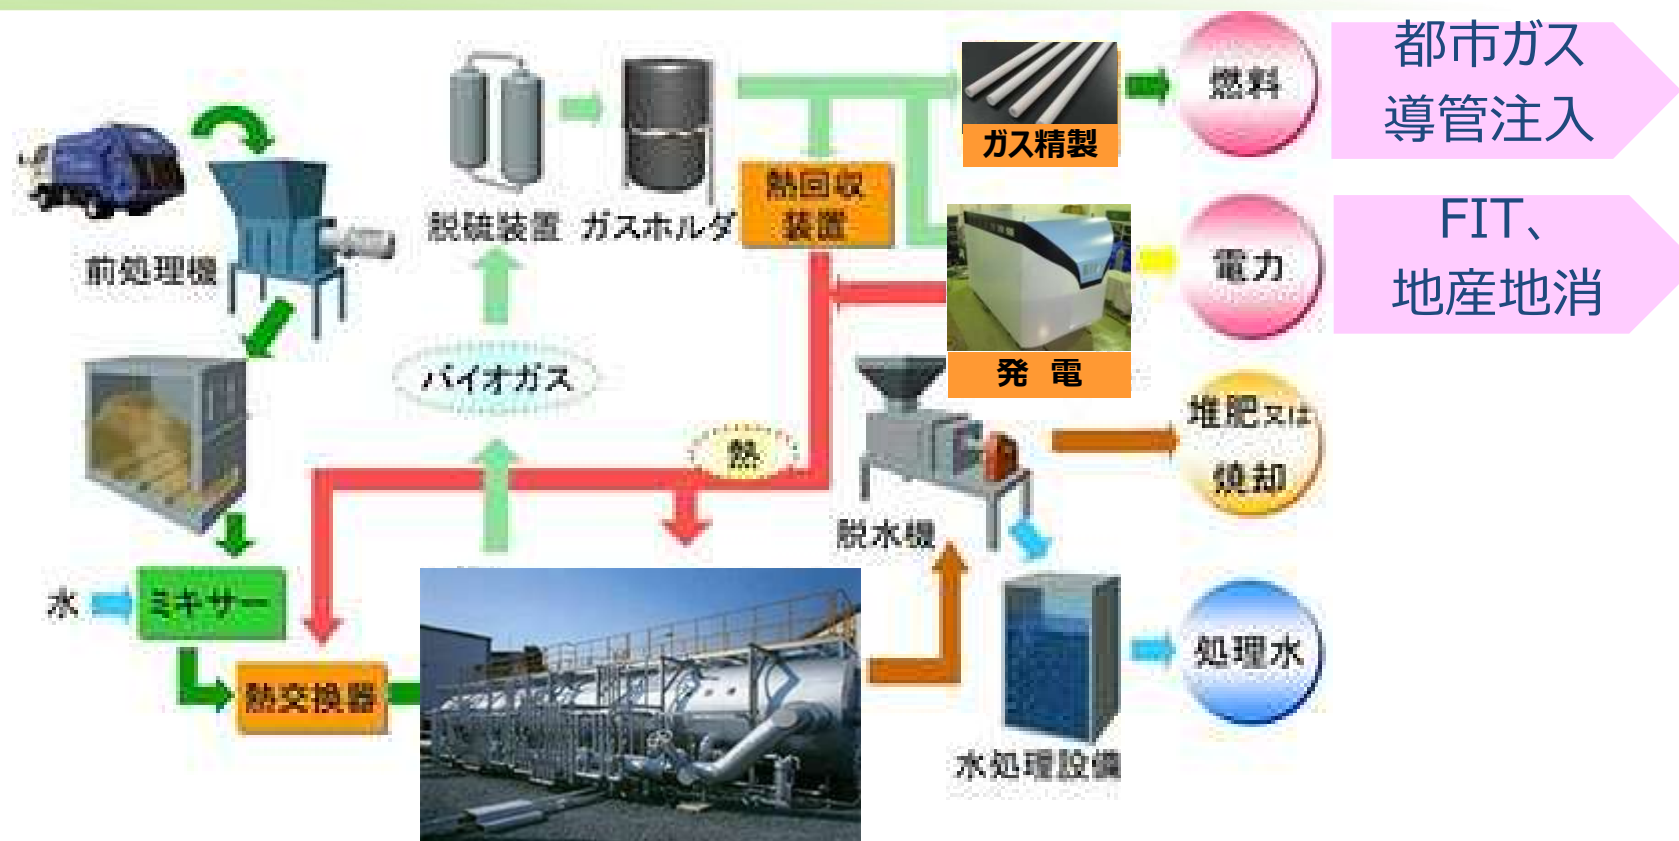 都市ガス
導管注入
燃料
ガス精製
熱回収
装置
脱硫装置
ガスホルダ
前処理機
FIT、
地産地消
電力
発 電
バイオガス
堆肥又は
焼却
熱
脱水機
水
ミキサー
熱交換器
処理水
水処理設備